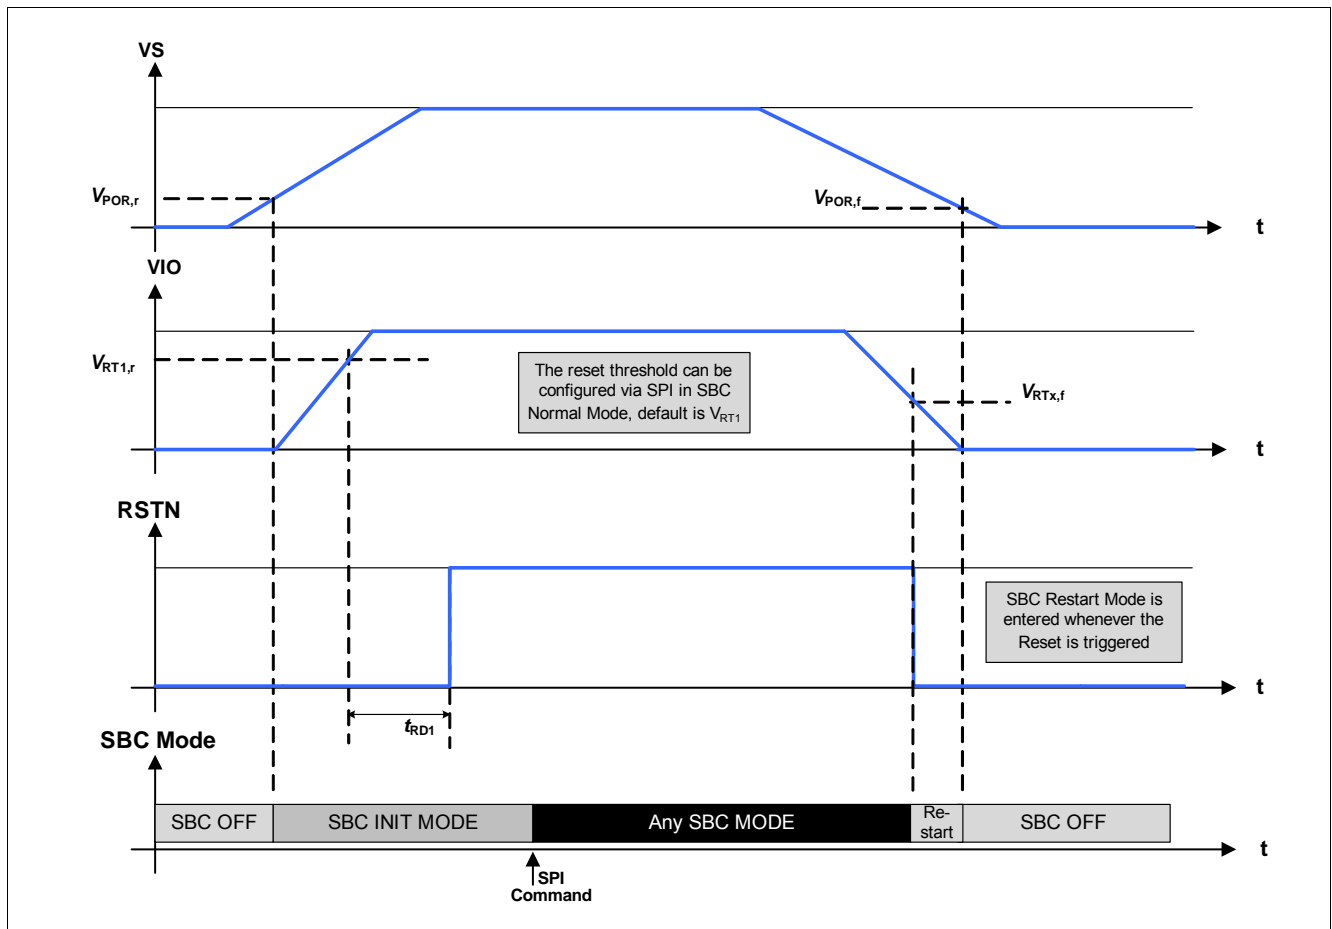 VS
VPOR,r
VPOR,f
t
VIO
VRT1,r
The reset threshold can be
configured via SPI in SBC
Normal Mode, default is VRT1
VRTx,f
t
RSTN
SBC Restart Mode is
entered whenever the
Reset is triggered
t
tRD1
SBC Mode
SBC OFF
SBC INIT MODE
Any SBC MODE
Re-
start
SBC OFF
t
SPI
Command